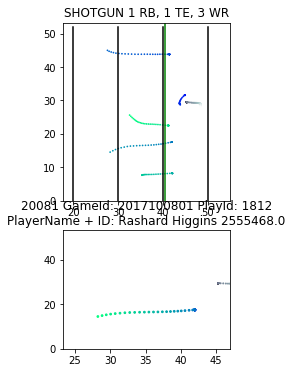 SHOTGUN 1 RB, 1 TE, 3 WR
50
40
30
20
10
0
20 30 40 50
20081 GameId: 2017100801 PlayId: 1812
PlayerName + ID: Rashard Higgins 2555468.0
40
20
0
25 30 35 40 45